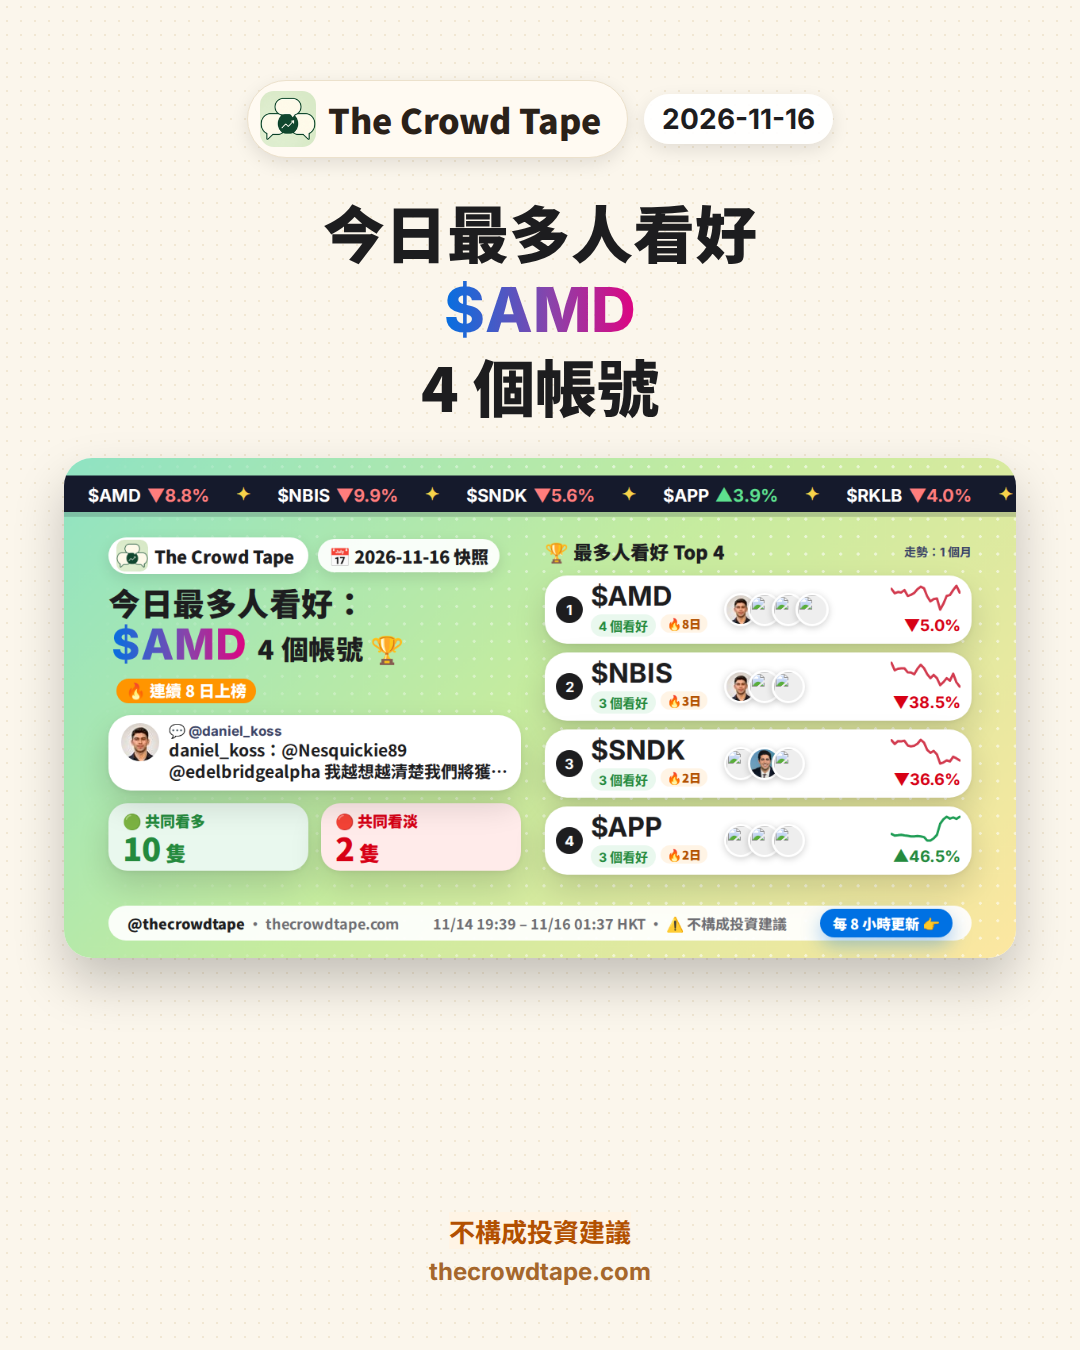 The Crowd Tape
2026-11-16
今日最多人看好
$AMD
4 個帳號
$AMD ▼8.8% ✦ $NBIS ▼9.9% ✦ $SNDK ▼5.6% ✦ $APP ▲3.9% ✦ $RKLB ▼4.0% ✦
The Crowd Tape
📅 2026-11-16 快照
今日最多人看好：
$AMD 4 個帳號 🏆
🔥 連續 8 日上榜
💬 @daniel_koss
daniel_koss：@Nesquickie89
@edelbridgealpha 我越想越清楚我們將獲…
🟢 共同看多
10 隻
🔴 共同看淡
2 隻
🏆 最多人看好 Top 4
走勢：1個月
1
$AMD
4 個看好 🔥8日
▼5.0%
2
$NBIS
3 個看好 🔥3日
▼38.5%
3
$SNDK
3 個看好 🔥2日
▼36.6%
4
$APP
3 個看好 🔥2日
▲46.5%
@thecrowdtape • thecrowdtape.com
11/14 19:39 – 11/16 01:37 HKT • ⚠️ 不構成投資建議
每 8 小時更新 👉
不構成投資建議
thecrowdtape.com